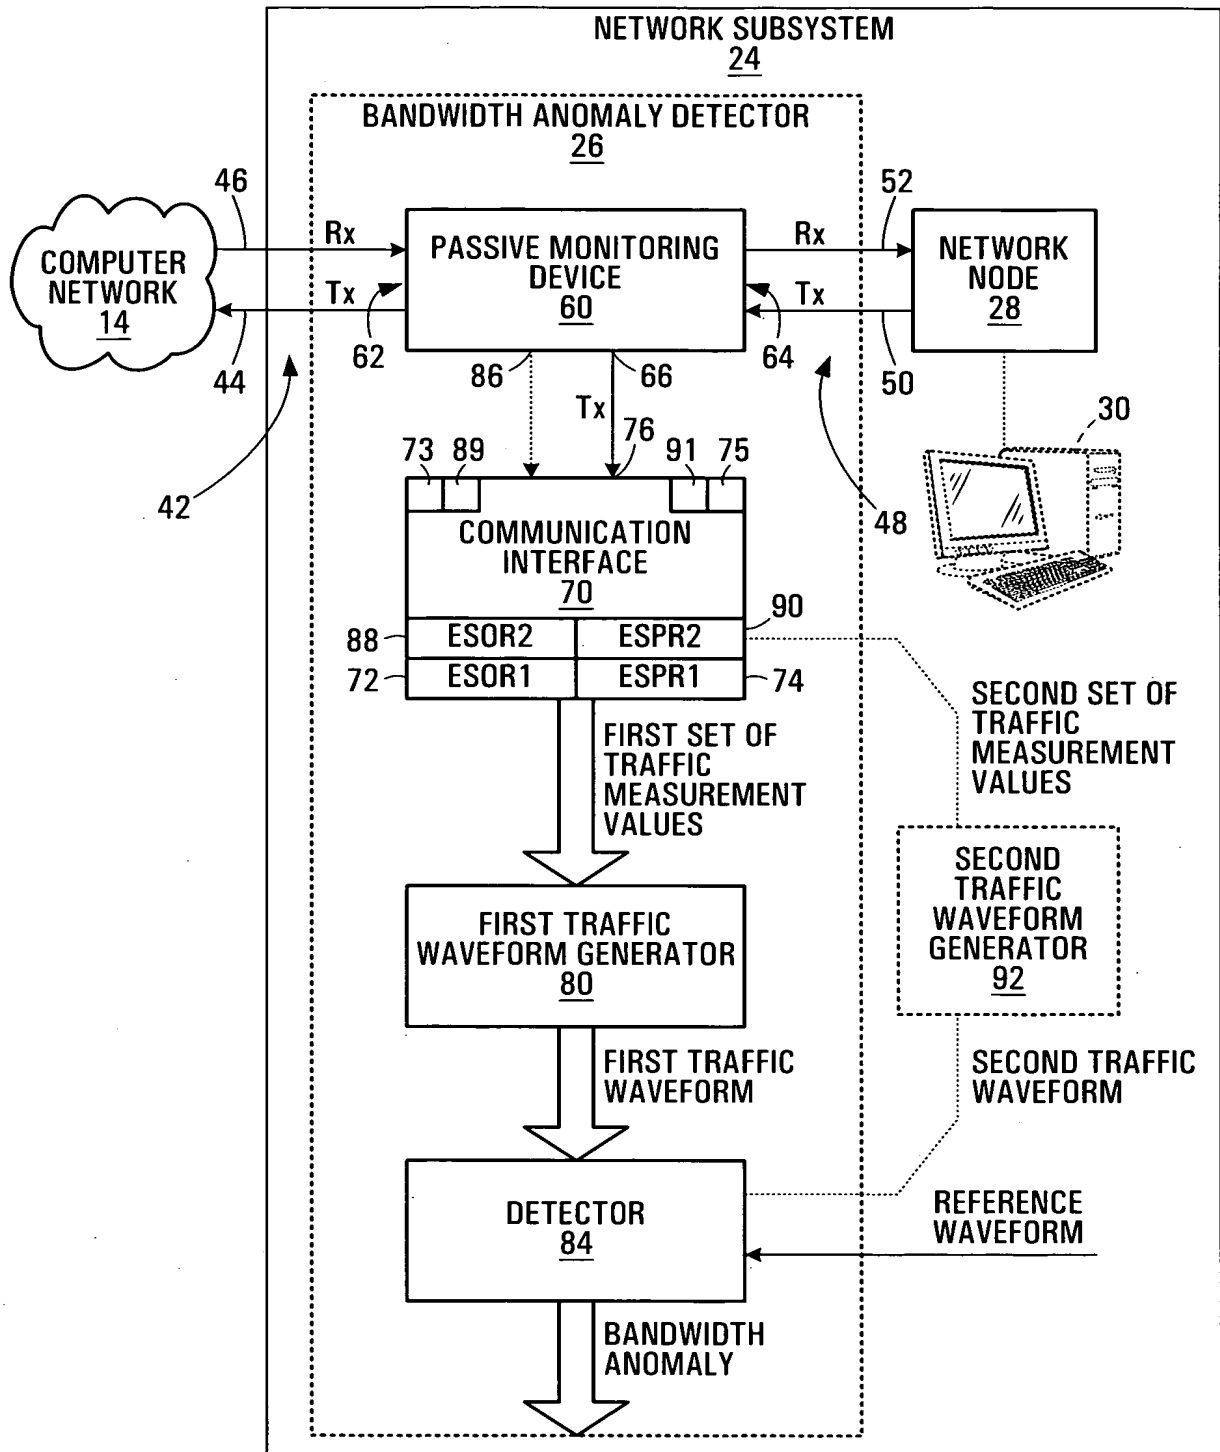 NETWORK SUBSYSTEM
24
BANDWIDTH ANOMALY DETECTOR
26
46
52
Rx
Rx
COMPUTER
NETWORK
14
PASSIVE MONITORING
DEVICE
60
NETWORK
NODE
28
Tx
Tx
44
62
86
66
64
50
Tx
76
30
42
73
89
91
75
48
COMMUNICATION
INTERFACE
70
90
88
ESOR2
ESPR2
72
ESOR1
ESPR1
74
FIRST SET OF
TRAFFIC
MEASUREMENT
VALUES
SECOND SET OF
TRAFFIC
MEASUREMENT
VALUES
FIRST TRAFFIC
WAVEFORM GENERATOR
80
SECOND
TRAFFIC
WAVEFORM
GENERATOR
92
FIRST TRAFFIC
WAVEFORM
SECOND TRAFFIC
WAVEFORM
DETECTOR
84
REFERENCE
WAVEFORM
BANDWIDTH
ANOMALY